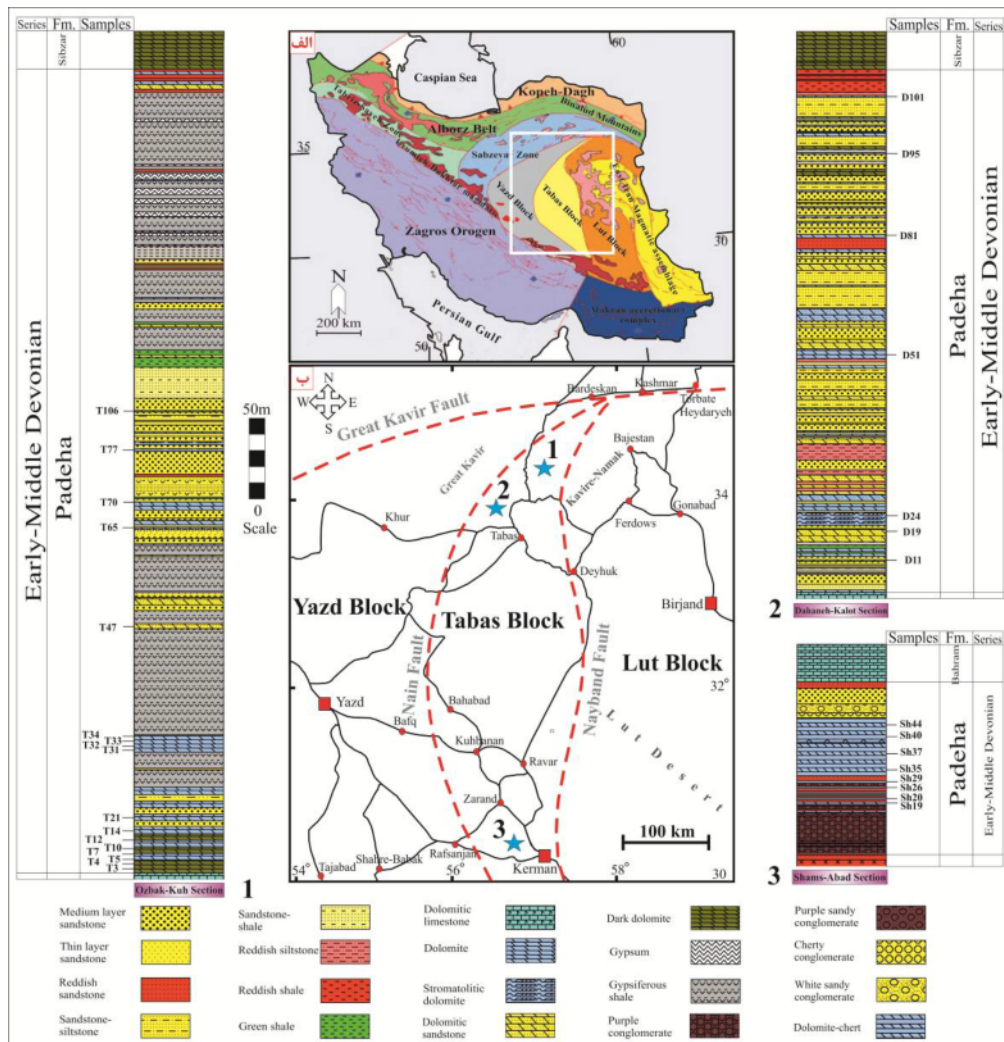 Series
Fm.
Samples
Sibzar
Early-Middle Devonian
Padeha
T106
T77
T70
T65
T47
T34
T33
T32
T31
T21
T14
T12
T10
T7
T5
T4
T3
Ozbak-Kuh Section
1
50m
0
Scale
الف
60
Caspian Sea
Kopeh-Dagh
Binalud Mountains
Alborz Belt
35
Sabzevar Zone
Yazd Block
Tabas Block
Lut Block
East Iran Magmatic assemblage
Zagros Orogen
30
N
200 km
Persian Gulf
50
Makran accretionary complex
ب
N
W
E
S
Bardeskan
Kashmar
Torbate Heydaryeh
Great Kavir Fault
1
Bajestan
Great Kavir
Kavire-Namak
2
34
Khur
Gonabad
Ferdows
Tabas
Deyhuk
Birjand
Yazd Block
Tabas Block
Lut Block
Nain Fault
Nayband Fault
32°
Yazd
Bahabad
Lut Desert
Bafq
Kuhbanan
Ravar
Zarand
100 km
3
Rafsanjan
Shahre-Babak
Kerman
Tajabad
54°
56°
58°
30
Samples
Fm.
Series
Sibzar
D101
D95
D81
D51
D24
D19
D11
Padeha
Early-Middle Devonian
2
Dahaneh-Kalot Section
Samples
Fm.
Series
Bahram
Sh44
Sh40
Sh37
Sh35
Sh29
Sh26
Sh20
Sh19
Padeha
Early-Middle Devonian
3
Shams-Abad Section
Medium layer
sandstone
Thin layer
sandstone
Reddish
sandstone
Sandstone-
siltstone
Sandstone-
shale
Reddish siltstone
Reddish shale
Green shale
Dolomitic
limestone
Dolomite
Stromatolitic
dolomite
Dolomitic
sandstone
Dark dolomite
Gypsum
Gypsiferous
shale
Purple
conglomerate
Purple sandy
conglomerate
Cherty
conglomerate
White sandy
conglomerate
Dolomite-chert